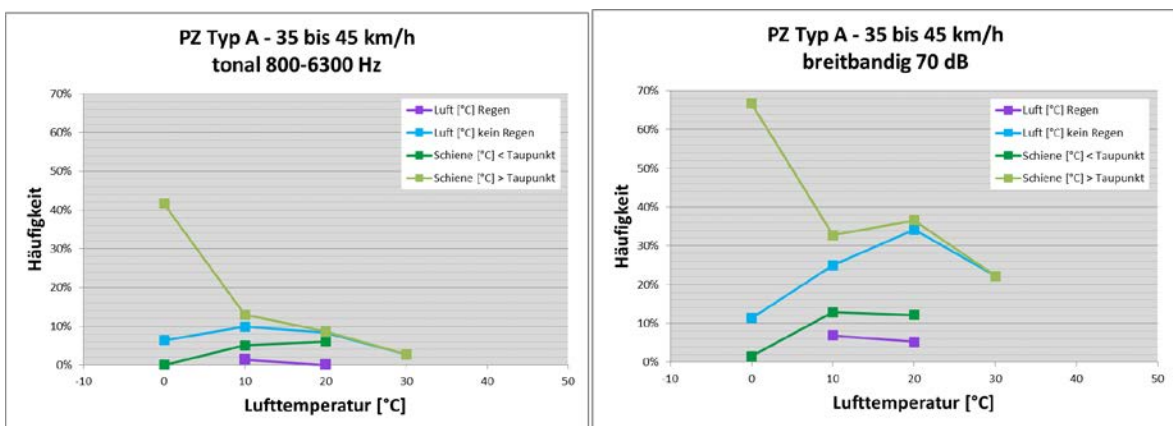 PZ Typ A - 35 bis 45 km/h
tonal 800-6300 Hz
70%
60%
50%
40%
30%
20%
10%
0%
Häufigkeit
Luft [°C] Regen
Luft [°C] kein Regen
Schiene [°C] < Taupunkt
Schiene [°C] > Taupunkt
-10 0 10 20 30 40 50
Lufttemperatur [°C]
PZ Typ A - 35 bis 45 km/h
breitbandig 70 dB
70%
60%
50%
40%
30%
20%
10%
0%
Häufigkeit
Luft [°C] Regen
Luft [°C] kein Regen
Schiene [°C] < Taupunkt
Schiene [°C] > Taupunkt
-10 0 10 20 30 40 50
Lufttemperatur [°C]